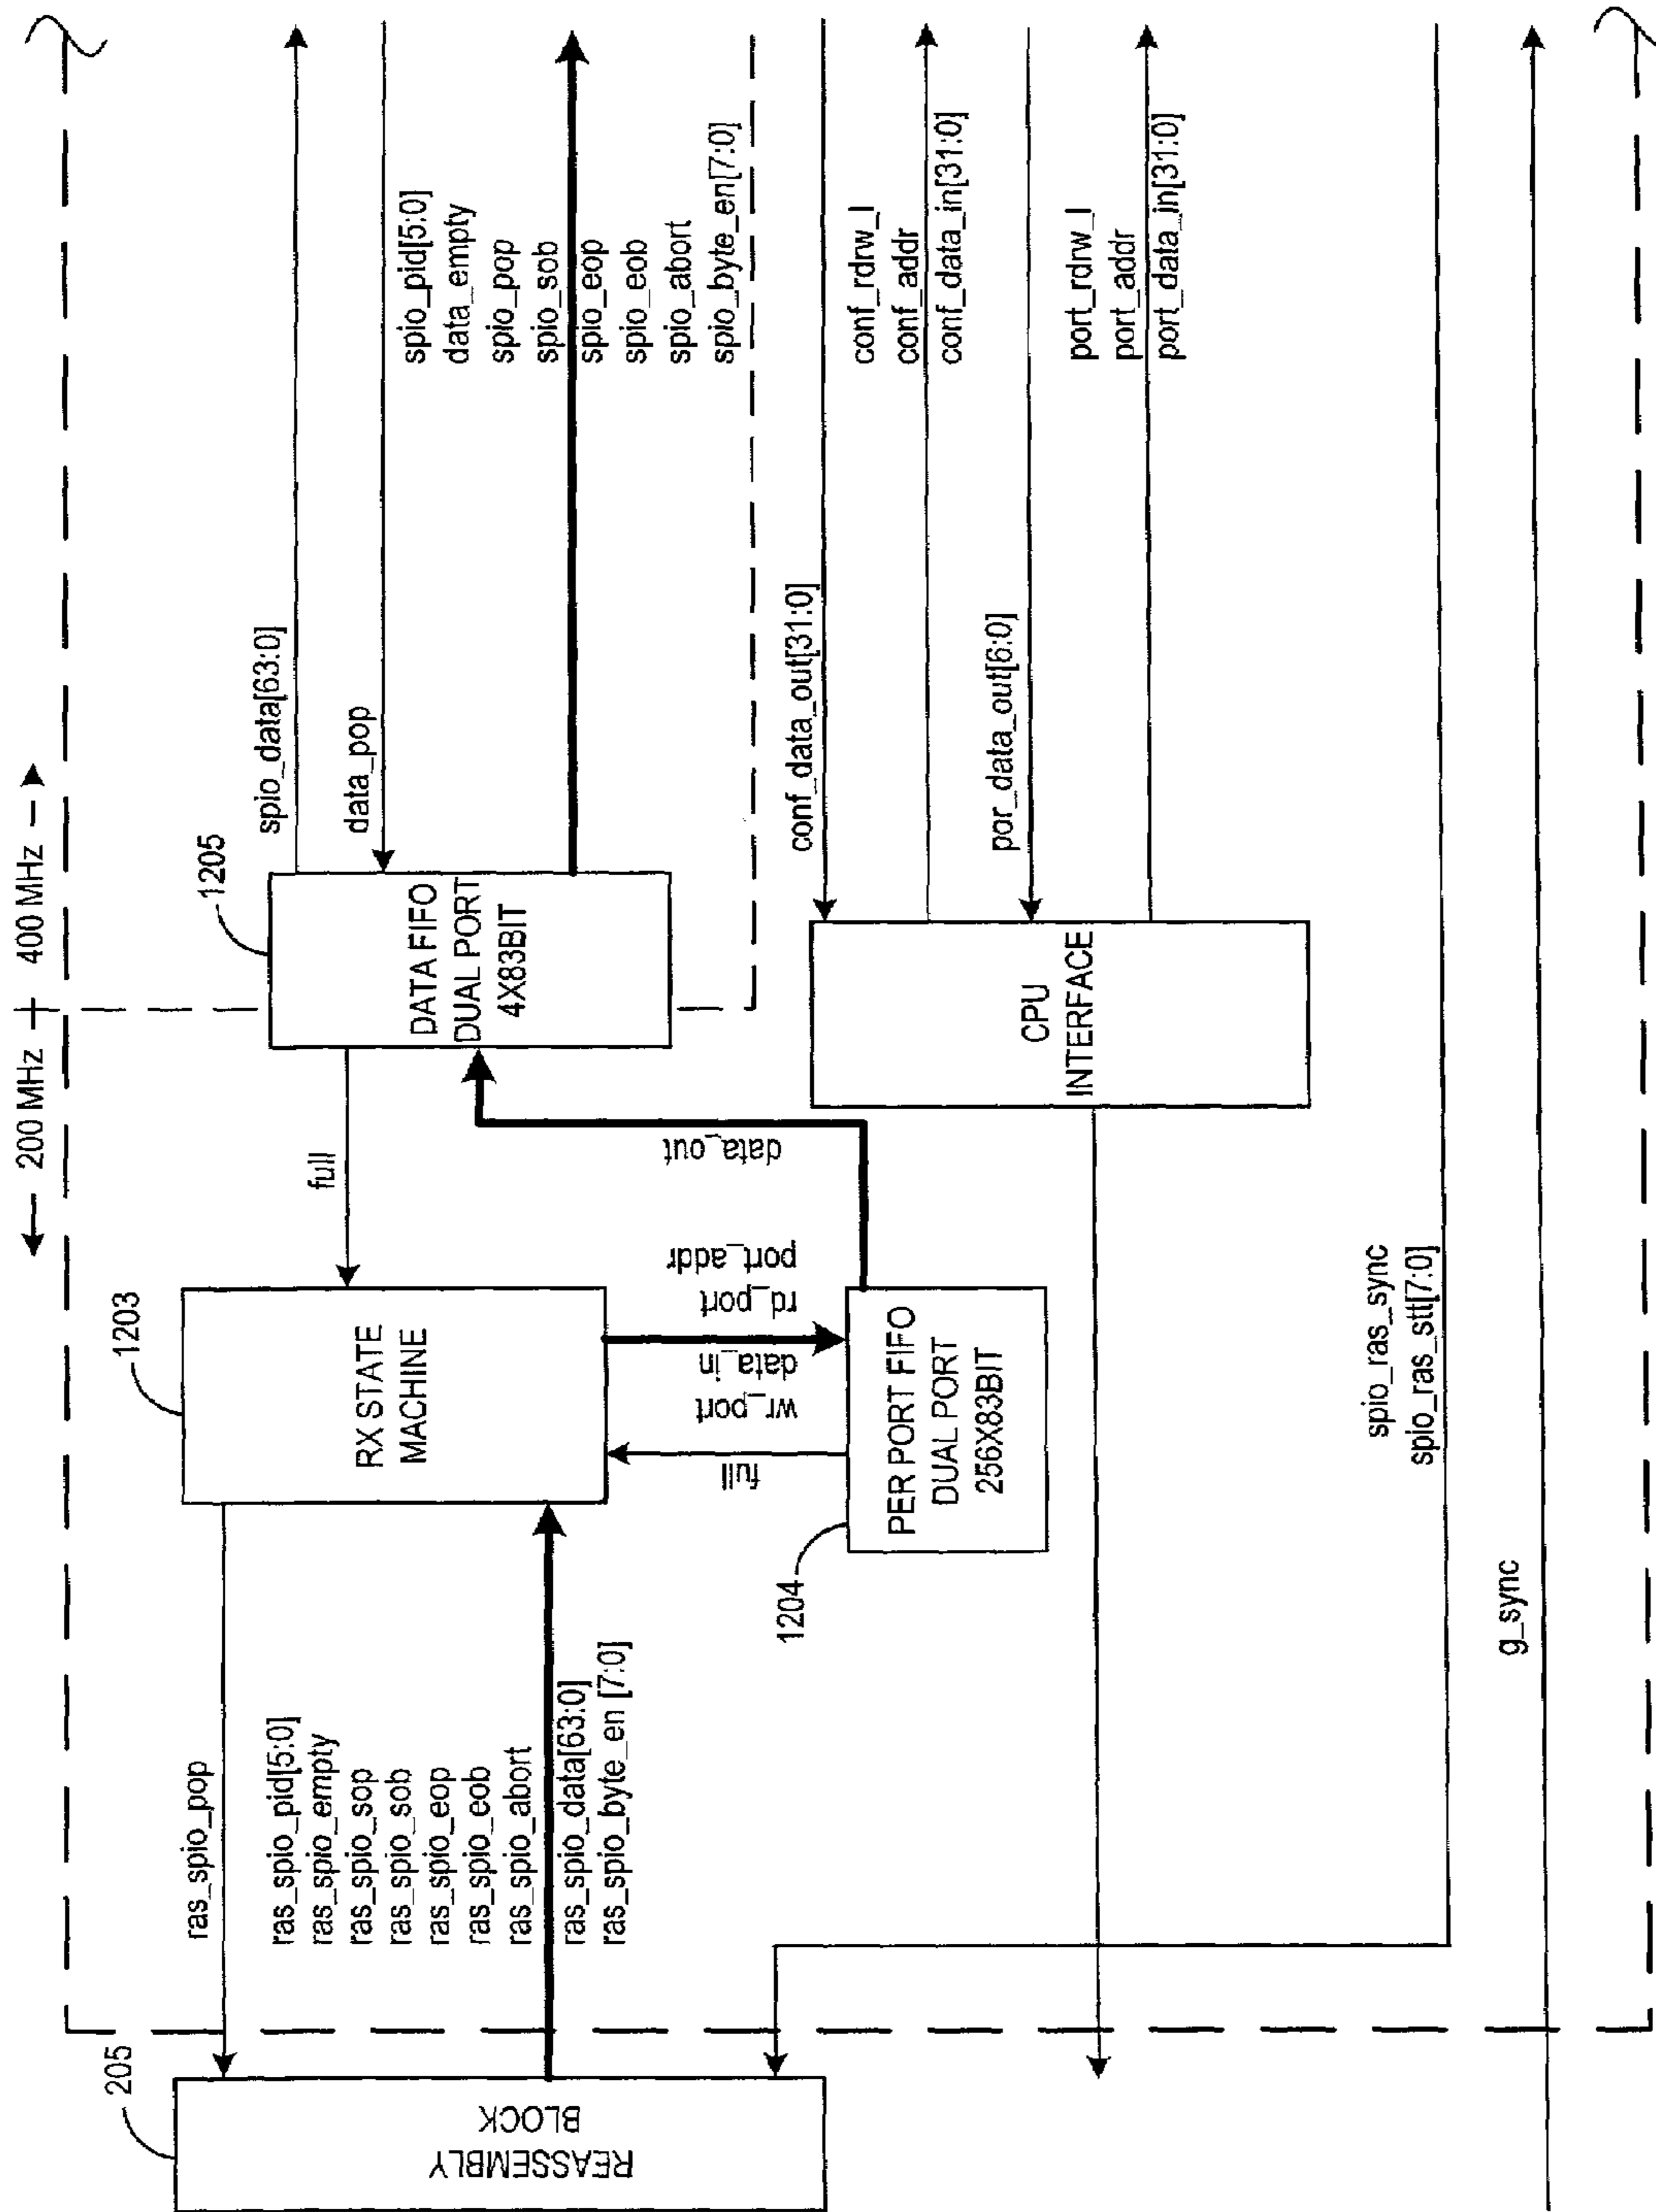 ← 200 MHz + 400 MHz →
205
REASSEMBLY
BLOCK
ras_spio_pop
ras_spio_pid[5:0]
ras_spio_empty
ras_spio_sop
ras_spio_sob
ras_spio_eop
ras_spio_eob
ras_spio_abort
ras_spio_data[63:0]
ras_spio_byte_en [7:0]
1203
RX STATE
MACHINE
full
wr_port
data_in
rd_port
port_addr
1204
PER PORT FIFO
DUAL PORT
256X83BIT
full
data_out
1205
DATA FIFO
DUAL PORT
4X83BIT
spio_data[63:0]
data_pop
spio_pid[5:0]
data_empty
spio_pop
spio_sob
spio_eop
spio_eob
spio_abort
spio_byte_en[7:0]
CPU
INTERFACE
conf_data_out[31:0]
conf_rdrw_l
conf_addr
conf_data_in[31:0]
por_data_out[6:0]
port_rdrw_l
port_addr
port_data_in[31:0]
spio_ras_sync
spio_ras_stt[7:0]
g_sync